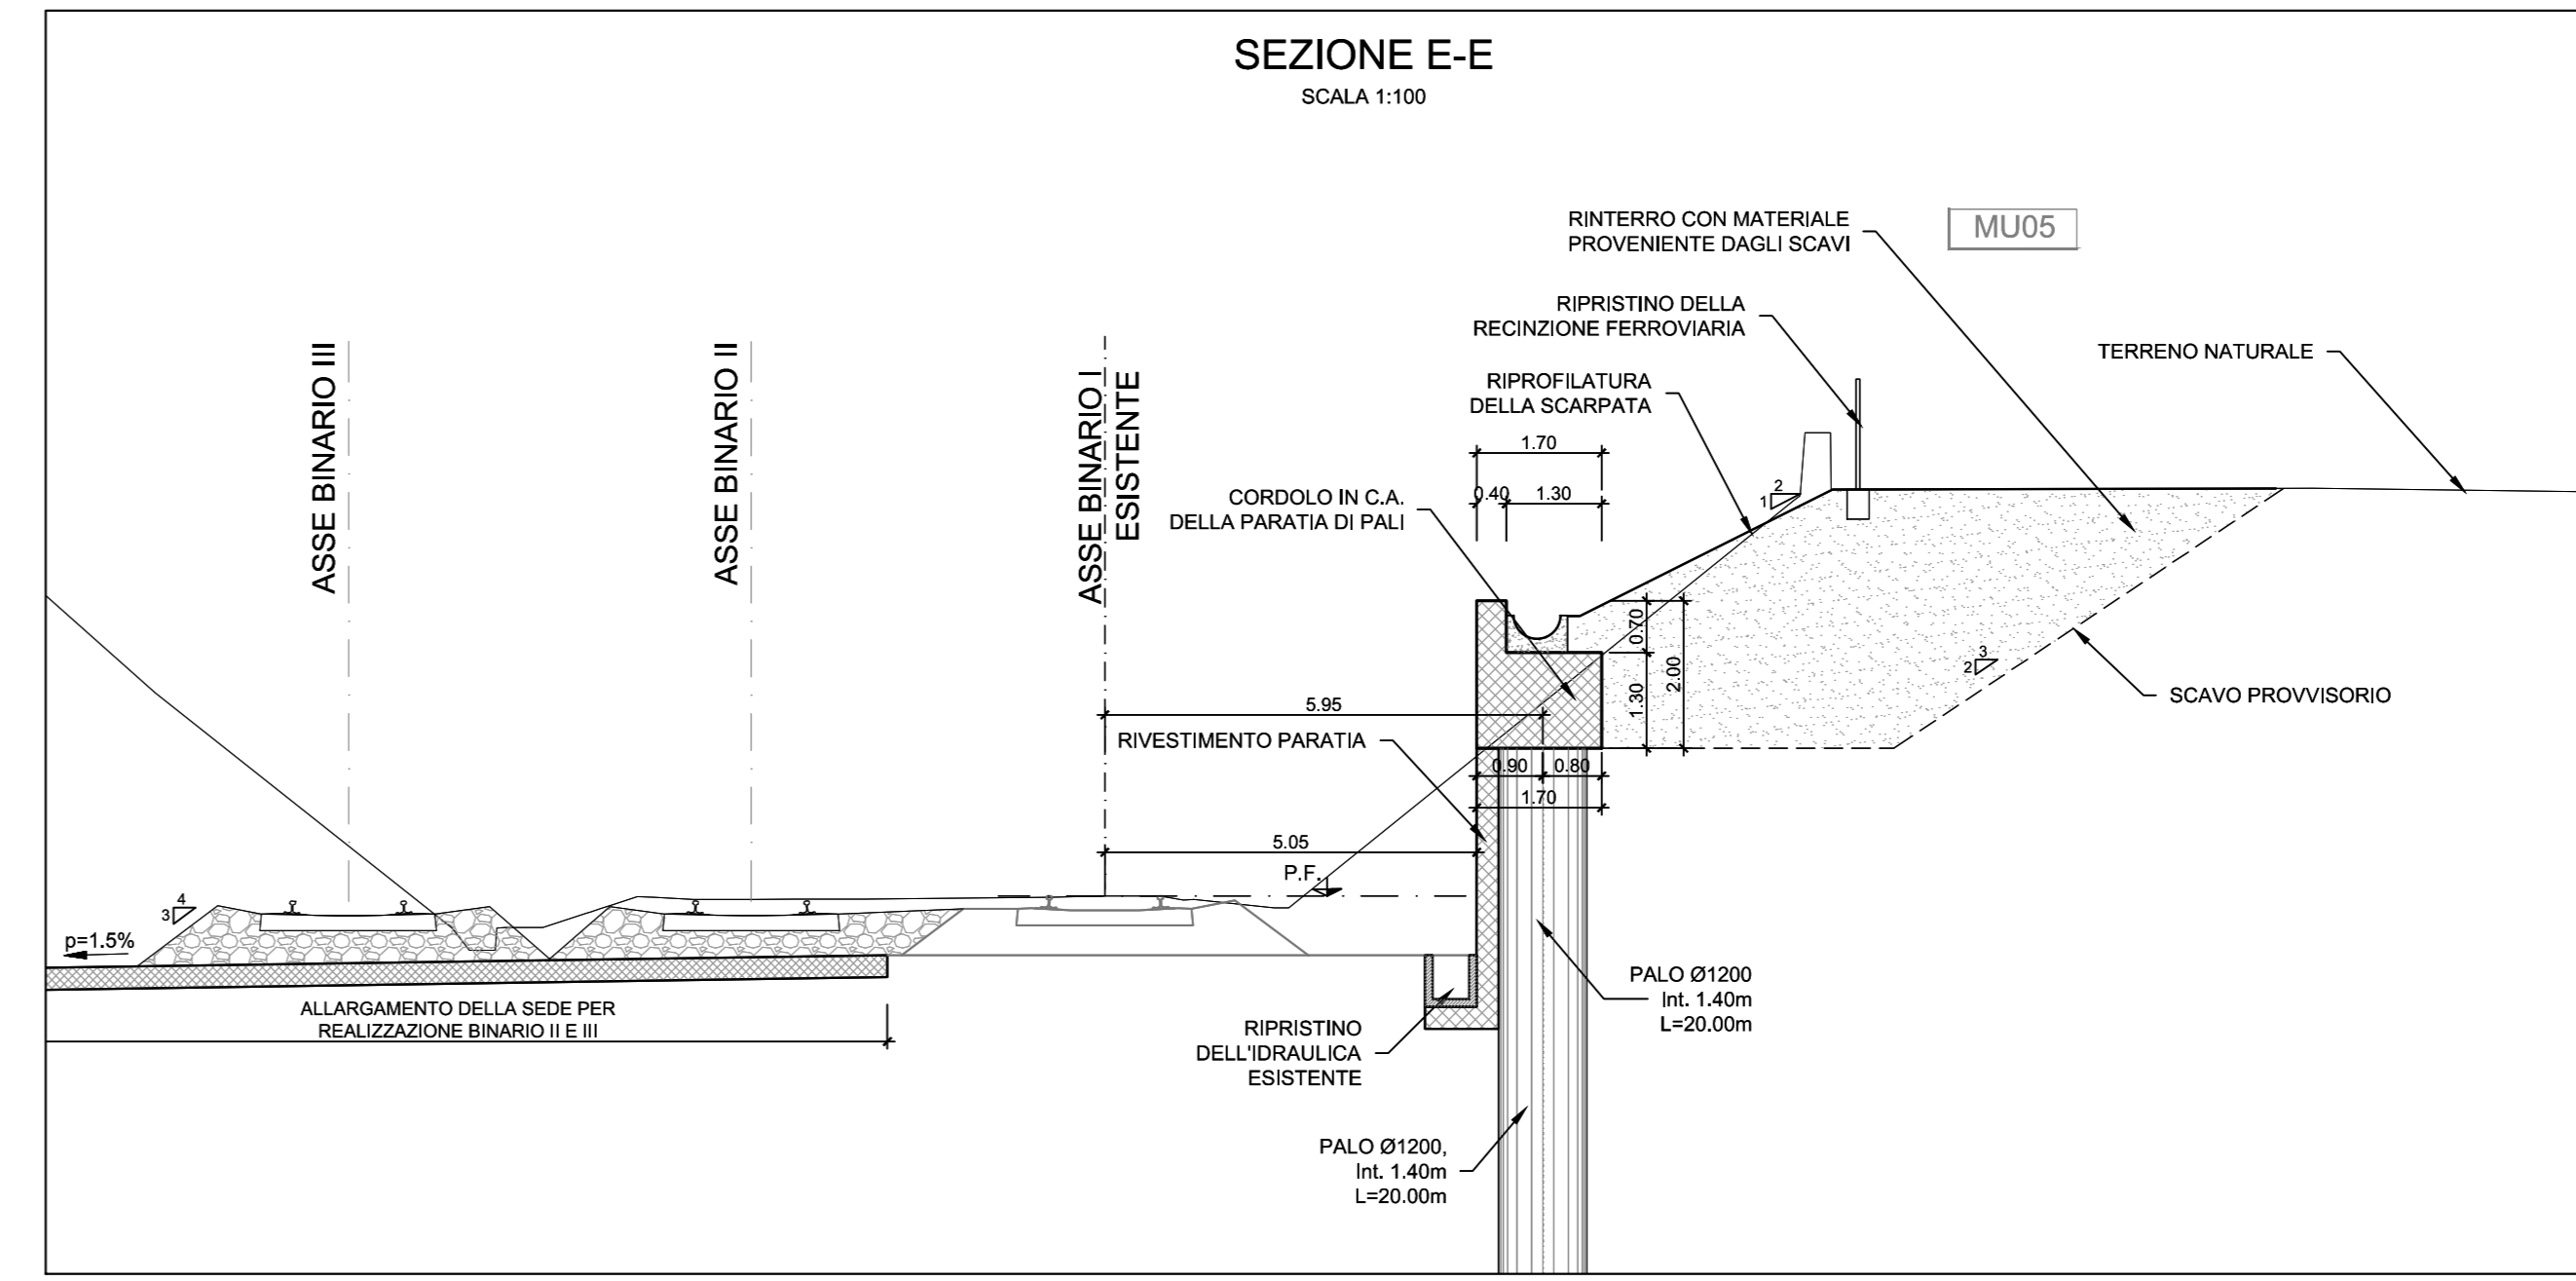 SEZIONE E-E
SCALA 1:100
RINTERRO CON MATERIALE
PROVENIENTE DAGLI SCAVI
MU05
RIPRISTINO DELLA
RECINZIONE FERROVIARIA
TERRENO NATURALE
RIPROFILATURA
DELLA SCARPATA
ASSE BINARIO III
ASSE BINARIO II
ASSE BINARIO I
ESISTENTE
1.70
0.40
1.30
2
1
CORDOLO IN C.A.
DELLA PARATIA DI PALI
0.70
2.00
1.30
3
2
SCAVO PROVVISORIO
5.95
RIVESTIMENTO PARATIA
0.90
0.80
1.70
5.05
P.F.
4
3
p=1.5%
ALLARGAMENTO DELLA SEDE PER
REALIZZAZIONE BINARIO II E III
PALO Ø1200
Int. 1.40m
L=20.00m
RIPRISTINO
DELL'IDRAULICA
ESISTENTE
PALO Ø1200,
Int. 1.40m
L=20.00m